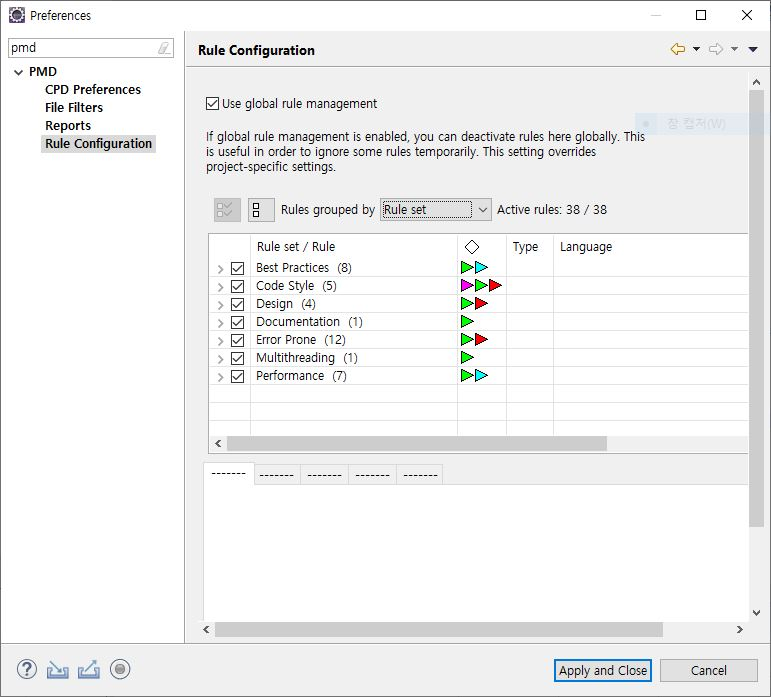 Preferences
pmd
PMD
CPD Preferences
File Filters
Reports
Rule Configuration
Rule Configuration
Use global rule management
창 캡처(W)
If global rule management is enabled, you can deactivate rules here globally. This
is useful in order to ignore some rules temporarily. This setting overrides
project-specific settings.
Rules grouped by Rule set Active rules: 38 / 38
Rule set / Rule Type Language
Best Practices (8)
Code Style (5)
Design (4)
Documentation (1)
Error Prone (12)
Multithreading (1)
Performance (7)
------- ------- ------- ------- -------
Apply and Close Cancel